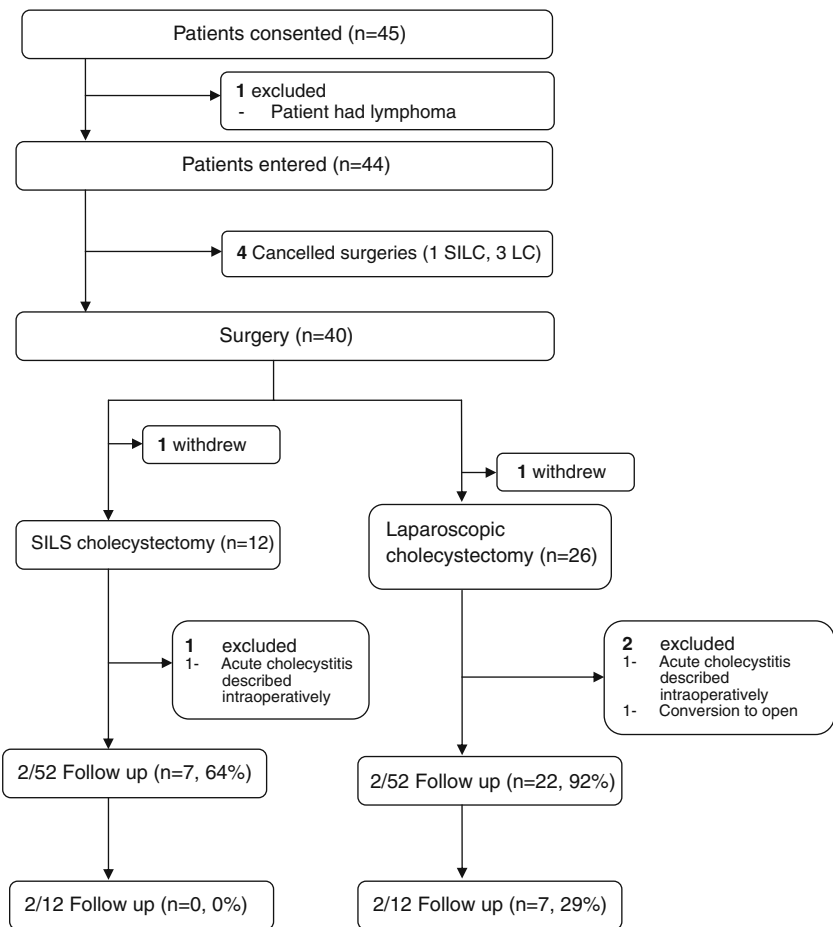 Patients consented (n=45)
1 excluded
- Patient had lymphoma
Patients entered (n=44)
4 Cancelled surgeries (1 SILC, 3 LC)
Surgery (n=40)
1 withdrew
1 withdrew
SILS cholecystectomy (n=12)
Laparoscopic
cholecystectomy (n=26)
1 excluded
1- Acute cholecystitis
described
intraoperatively
2 excluded
1- Acute cholecystitis
described
intraoperatively
1- Conversion to open
2/52 Follow up (n=7, 64%)
2/52 Follow up (n=22, 92%)
2/12 Follow up (n=0, 0%)
2/12 Follow up (n=7, 29%)